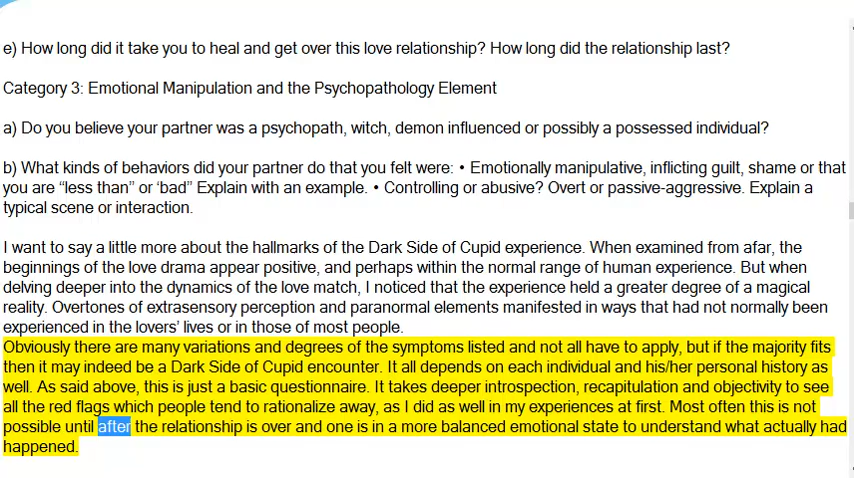 e) How long did it take you to heal and get over this love relationship? How long did the relationship last?
Category 3: Emotional Manipulation and the Psychopathology Element
a) Do you believe your partner was a psychopath, witch, demon influenced or possibly a possessed individual?
b) What kinds of behaviors did your partner do that you felt were: • Emotionally manipulative, inflicting guilt, shame or that
you are “less than” or ‘bad” Explain with an example. • Controlling or abusive? Overt or passive-aggressive. Explain a
typical scene or interaction.
I want to say a little more about the hallmarks of the Dark Side of Cupid experience. When examined from afar, the
beginnings of the love drama appear positive, and perhaps within the normal range of human experience. But when
delving deeper into the dynamics of the love match, I noticed that the experience held a greater degree of a magical
reality. Overtones of extrasensory perception and paranormal elements manifested in ways that had not normally been
experienced in the lovers’ lives or in those of most people.
Obviously there are many variations and degrees of the symptoms listed and not all have to apply, but if the majority fits
then it may indeed be a Dark Side of Cupid encounter. It all depends on each individual and his/her personal history as
well. As said above, this is just a basic questionnaire. It takes deeper introspection, recapitulation and objectivity to see
all the red flags which people tend to rationalize away, as I did as well in my experiences at first. Most often this is not
possible until after the relationship is over and one is in a more balanced emotional state to understand what actually had
happened.